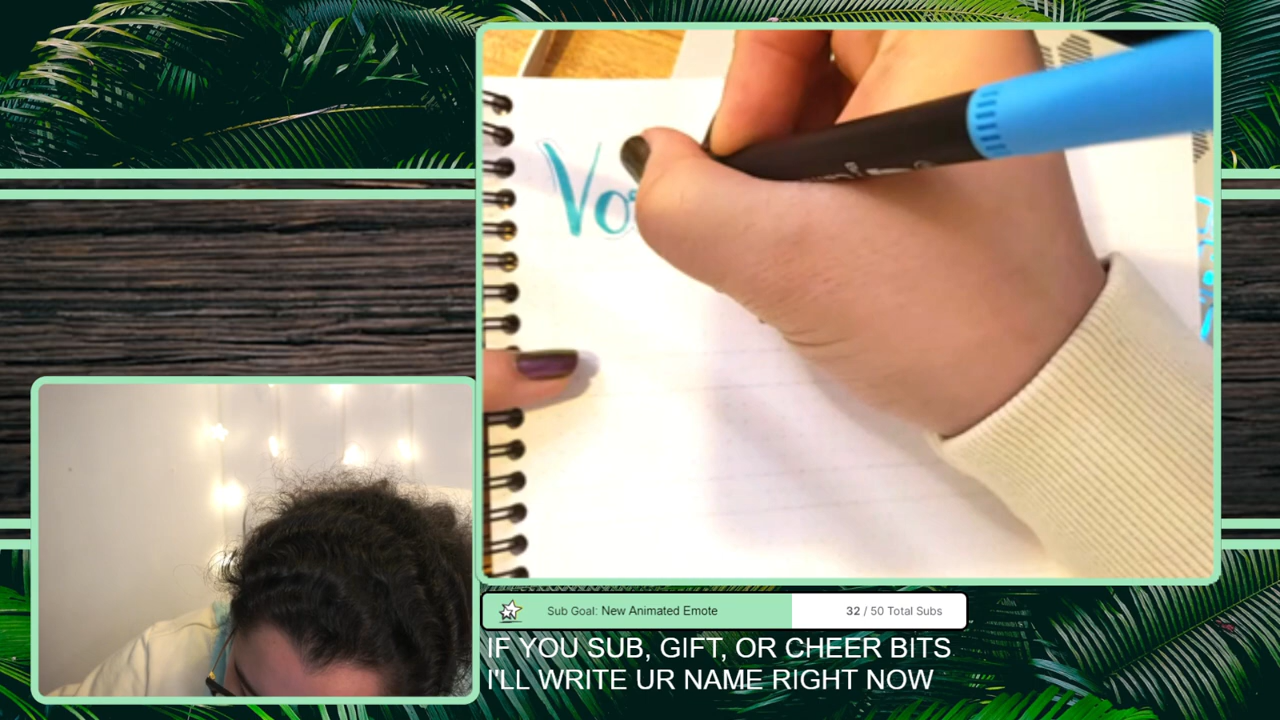 Vo
Sub Goal: New Animated Emote 32 / 50 Total Subs
IF YOU SUB, GIFT, OR CHEER BITS
I'LL WRITE UR NAME RIGHT NOW